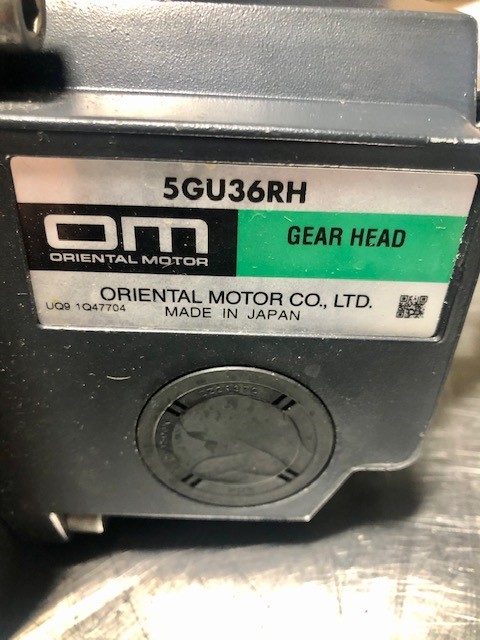 5GU36RH
om
ORIENTAL MOTOR
GEAR HEAD
ORIENTAL MOTOR CO., LTD.
UQ9 1Q47704
MADE IN JAPAN